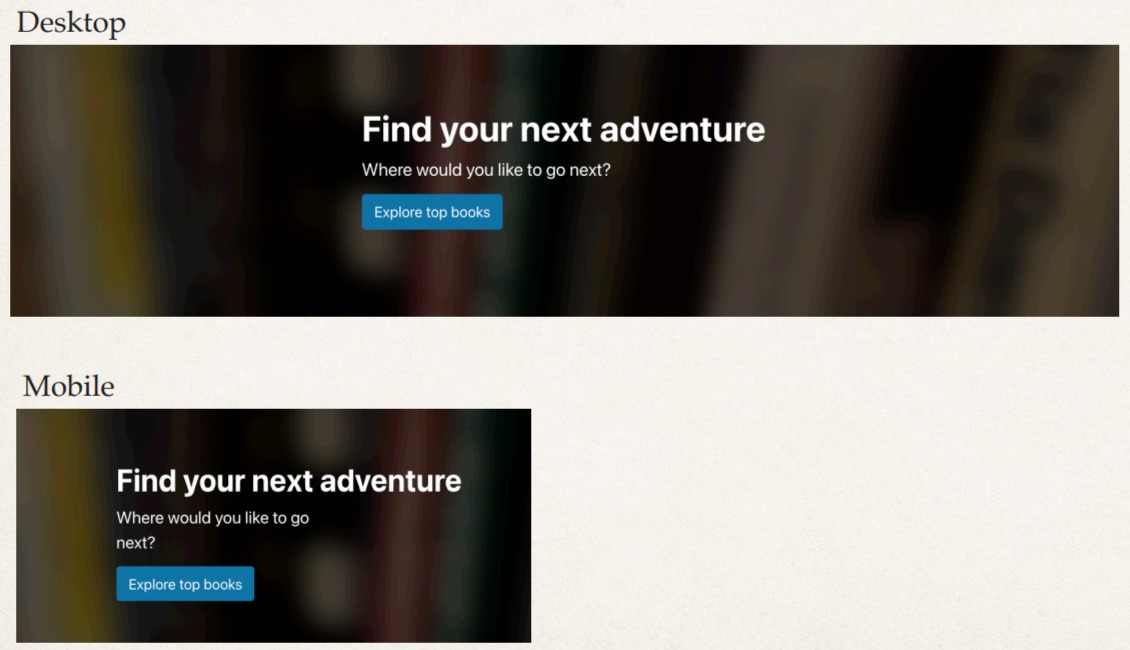 Desktop
Find your next adventure
Where would you like to go next?
Explore top books
Mobile
Find your next adventure
Where would you like to go
next?
Explore top books